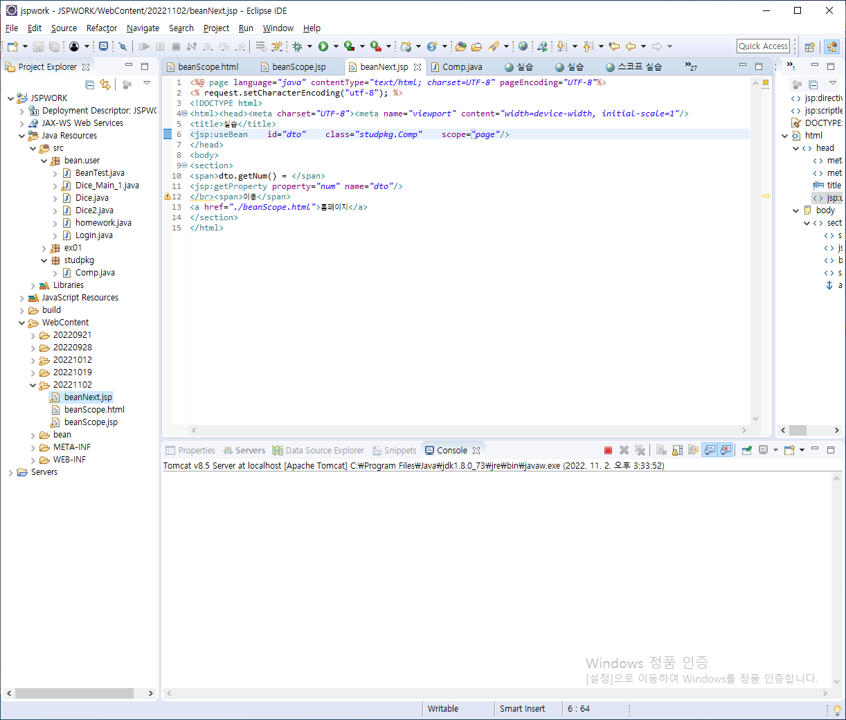 jspwork - JSPWORK/WebContent/20221102/beanNext.jsp - Eclipse IDE
File Edit Source Refactor Navigate Search Project Run Window Help
Quick Access
Project Explorer
beanScope.html beanScope.jsp beanNext.jsp Comp.java 실습 실습 스코프 실습 »27
»1
JSPWORK
Deployment Descriptor: JSPWC
JAX-WS Web Services
Java Resources
src
bean.user
BeanTest.java
Dice_Main_1.java
Dice.java
Dice2.java
homework.java
Login.java
ex01
studpkg
Comp.java
Libraries
JavaScript Resources
build
WebContent
20220921
20220928
20221012
20221019
20221102
beanNext.jsp
beanScope.html
beanScope.jsp
bean
META-INF
WEB-INF
Servers
1 <%@ page language="java" contentType="text/html; charset=UTF-8" pageEncoding="UTF-8"%>
2 <% request.setCharacterEncoding("utf-8"); %>
3 <!DOCTYPE html>
4 <html><head><meta charset="UTF-8"><meta name="viewport" content="width=device-width, initial-scale=1"/>
5 <title>실습</title>
6 <jsp:useBean id="dto" class="studpkg.Comp" scope="page"/>
7 </head>
8 <body>
9 <section>
10 <span>dto.getNum() = </span>
11 <jsp:getProperty property="num" name="dto"/>
12 </br><span>이동</span>
13 <a href="./beanScope.html">홈페이지</a>
14 </section>
15 </html>
jsp:directiv
jsp:scriptle
DOCTYPE:
html
head
met
met
title
jsp:u
body
sect
s
j
b
s
a
Properties Servers Data Source Explorer Snippets Console
Tomcat v8.5 Server at localhost [Apache Tomcat] C:₩Program Files₩Java₩jdk1.8.0_73₩jre₩bin₩javaw.exe (2022. 11. 2. 오후 3:33:52)
Windows 정품 인증
[설정]으로 이동하여 Windows를 정품 인증합니다.
Writable Smart Insert 6 : 64